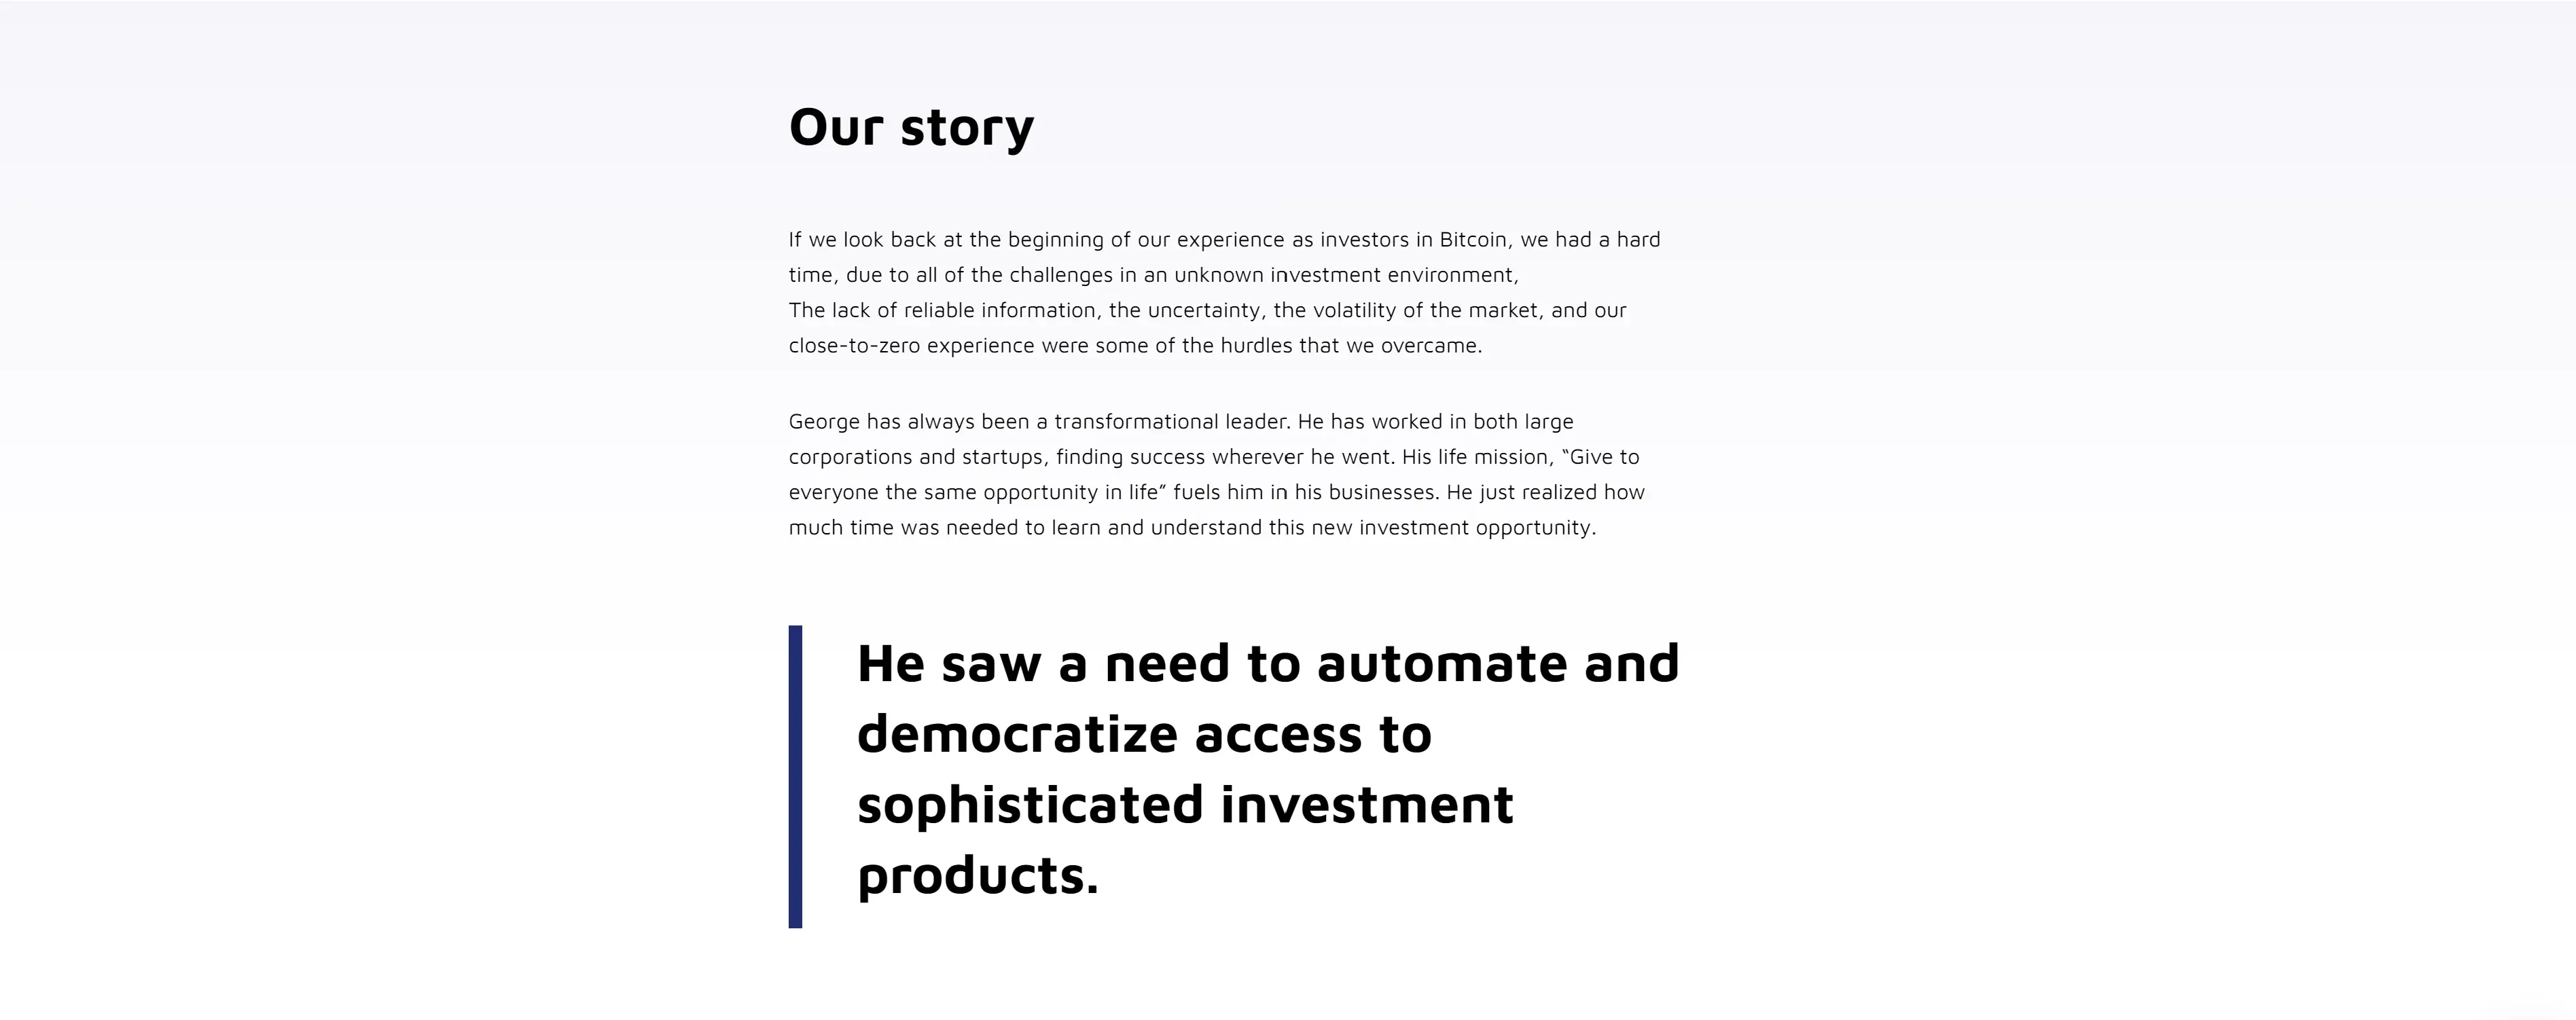 Our story
If we look back at the beginning of our experience as investors in Bitcoin, we had a hard
time, due to all of the challenges in an unknown investment environment,
The lack of reliable information, the uncertainty, the volatility of the market, and our
close-to-zero experience were some of the hurdles that we overcame.
George has always been a transformational leader. He has worked in both large
corporations and startups, finding success wherever he went. His life mission, “Give to
everyone the same opportunity in life” fuels him in his businesses. He just realized how
much time was needed to learn and understand this new investment opportunity.
He saw a need to automate and
democratize access to
sophisticated investment
products.